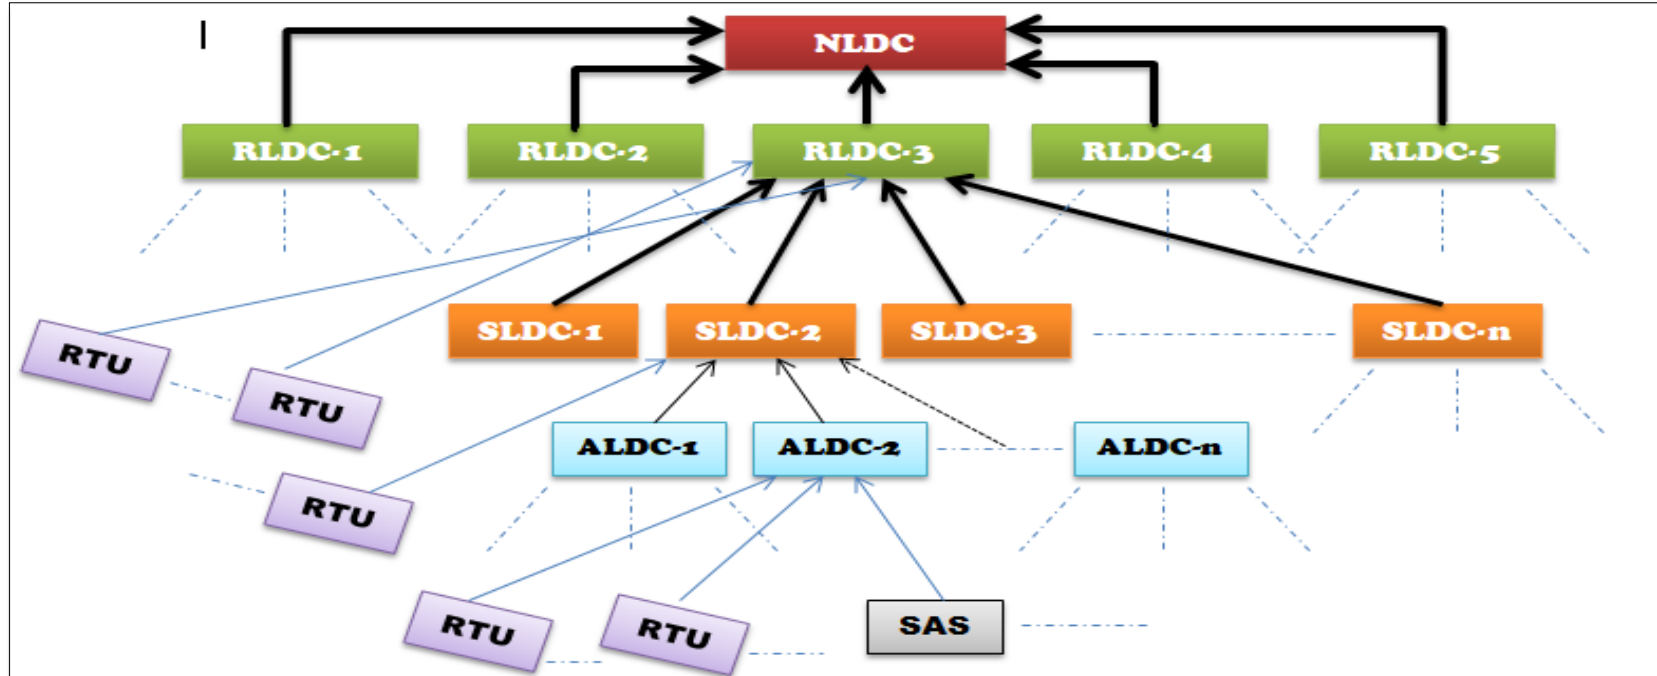 NLDC
RLDC-1
RLDC-2
RLDC-3
RLDC-4
RLDC-5
SLDC-1
SLDC-2
SLDC-3
SLDC-n
RTU
RTU
ALDC-1
ALDC-2
ALDC-n
RTU
RTU
RTU
SAS